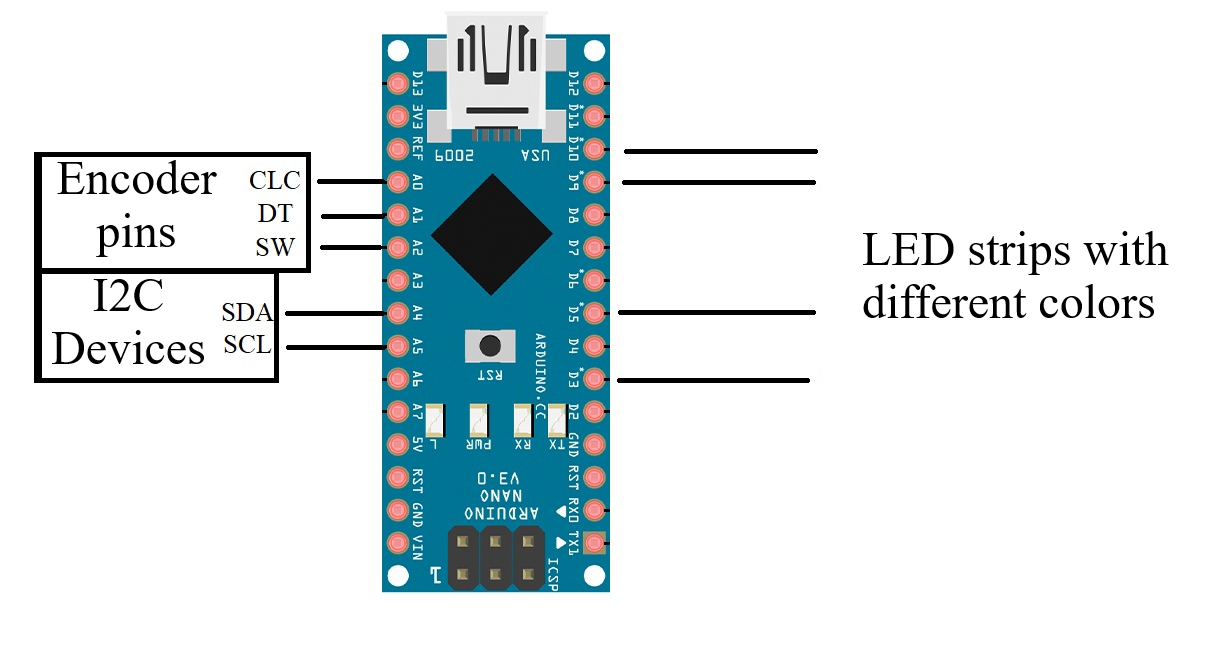 Encoder
pins
CLC
DT
SW
I2C
Devices
SDA
SCL
D13
3V3
REF
A0
A1
A2
A3
A4
A5
A6
A7
5V
RST
GND
VIN
9002
USA
RST
ARDUINO.CC
L
PWR
RX
TX
ARDUINO
NANO
V3.0
1
ICSP
D12
D11*
D10*
D9*
D8
D7
D6*
D5*
D4
D3*
D2
GND
RST
RX0
TX1
LED strips with
different colors